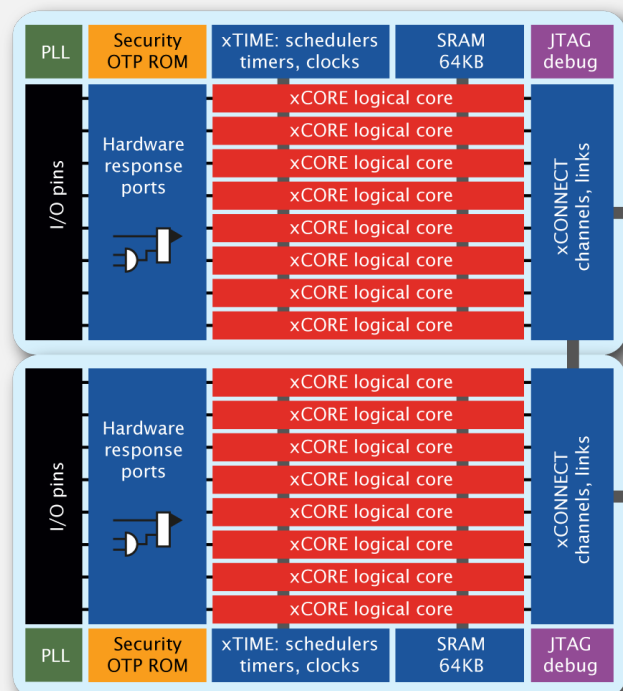 PLL
Security
OTP ROM
xTIME: schedulers
timers, clocks
SRAM
64KB
JTAG
debug
I/O pins
Hardware
response
ports
xCORE logical core
xCORE logical core
xCORE logical core
xCORE logical core
xCORE logical core
xCORE logical core
xCORE logical core
xCORE logical core
xCONNECT
channels, links
I/O pins
Hardware
response
ports
xCORE logical core
xCORE logical core
xCORE logical core
xCORE logical core
xCORE logical core
xCORE logical core
xCORE logical core
xCORE logical core
xCONNECT
channels, links
PLL
Security
OTP ROM
xTIME: schedulers
timers, clocks
SRAM
64KB
JTAG
debug